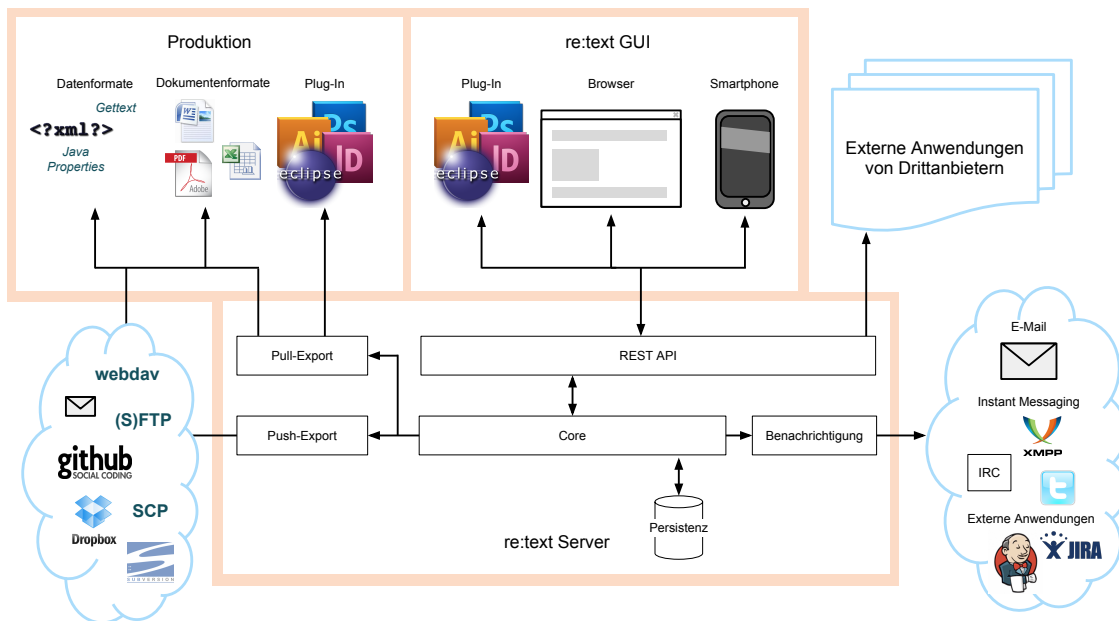 Produktion
Datenformate
Gettext
<?xml?>
Java
Properties
Dokumentenformate
W
PDF
Adobe
X
Plug-In
Ps
Ai
ID
eclipse
re:text GUI
Plug-In
Ps
Ai
ID
eclipse
Browser
Smartphone
Externe Anwendungen
von Drittanbietern
Pull-Export
REST API
Push-Export
Core
Benachrichtigung
Persistenz
re:text Server
webdav
(S)FTP
github
SOCIAL CODING
SCP
Dropbox
SUBVERSION
E-Mail
Instant Messaging
XMPP
IRC
t
Externe Anwendungen
JIRA